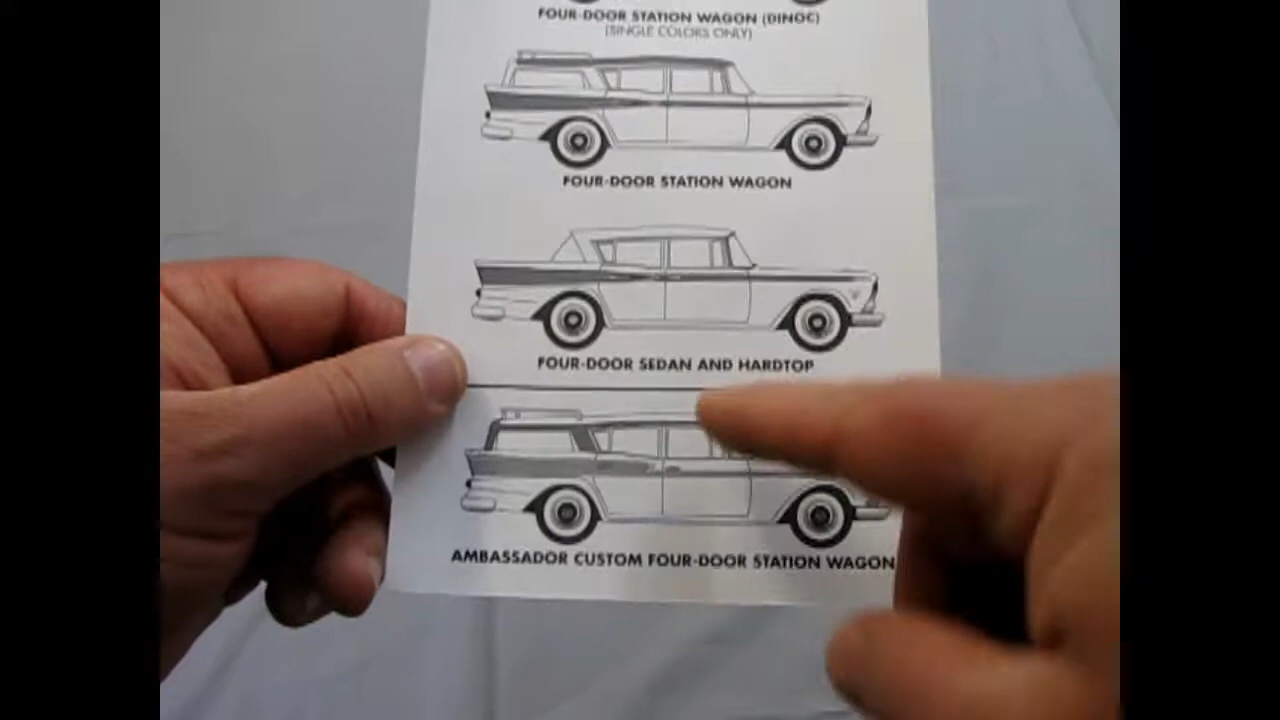 FOUR-DOOR STATION WAGON (DINOC)
(SINGLE COLORS ONLY)
FOUR-DOOR STATION WAGON
FOUR-DOOR SEDAN AND HARDTOP
AMBASSADOR CUSTOM FOUR-DOOR STATION WAGON